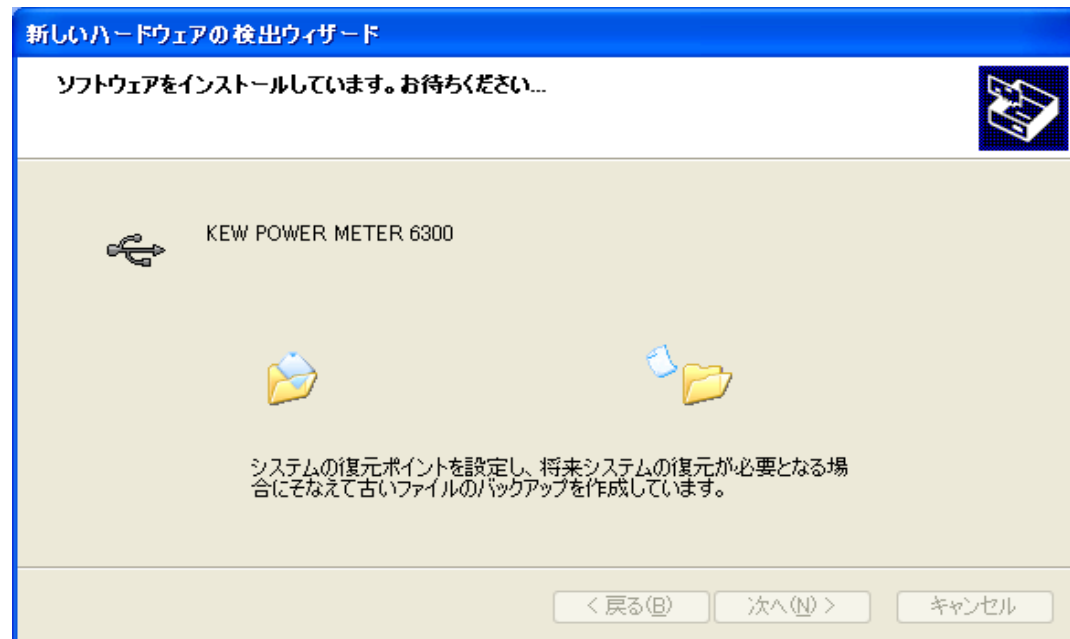 新しいハードウェアの検出ウィザード
ソフトウェアをインストールしています。お待ちください...
KEW POWER METER 6300
システムの復元ポイントを設定し、将来システムの復元が必要となる場
合にそなえて古いファイルのバックアップを作成しています。
< 戻る(B) 次へ(N) > キャンセル